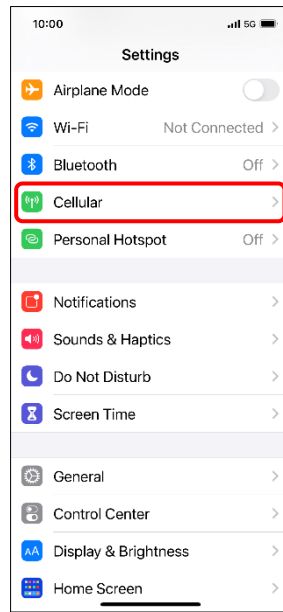 10:00 5G
Settings
Airplane Mode
Wi-Fi Not Connected
Bluetooth Off
Cellular
Personal Hotspot Off
Notifications
Sounds & Haptics
Do Not Disturb
Screen Time
General
Control Center
AA Display & Brightness
Home Screen